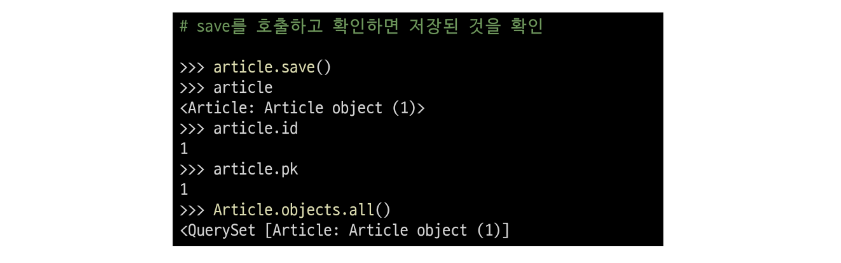 # save를 호출하고 확인하면 저장된 것을 확인
>>> article.save()
>>> article
<Article: Article object (1)>
>>> article.id
1
>>> article.pk
1
>>> Article.objects.all()
<QuerySet [Article: Article object (1)]